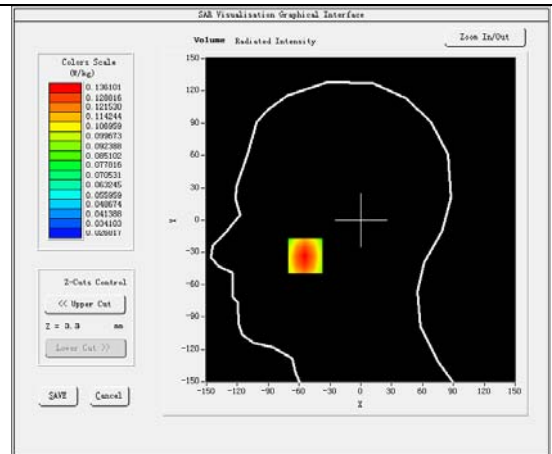 SAR Visualisation Graphical Interface
Volume Radiated Intensity
Zoom In/Out
Colors Scale
(W/kg)
0.136101
0.128816
0.121530
0.114244
0.106959
0.099673
0.092388
0.085102
0.077816
0.070531
0.063245
0.055959
0.048674
0.041388
0.034103
0.026817
Z-Cuts Control
<< Upper Cut
Z = 3.3 mm
Lower Cut >>
SAVE Cancel
150
120
90
60
30
0
-30
-60
-90
-120
-150
Y
-150 -120 -90 -60 -30 0 30 60 90 120 150
X